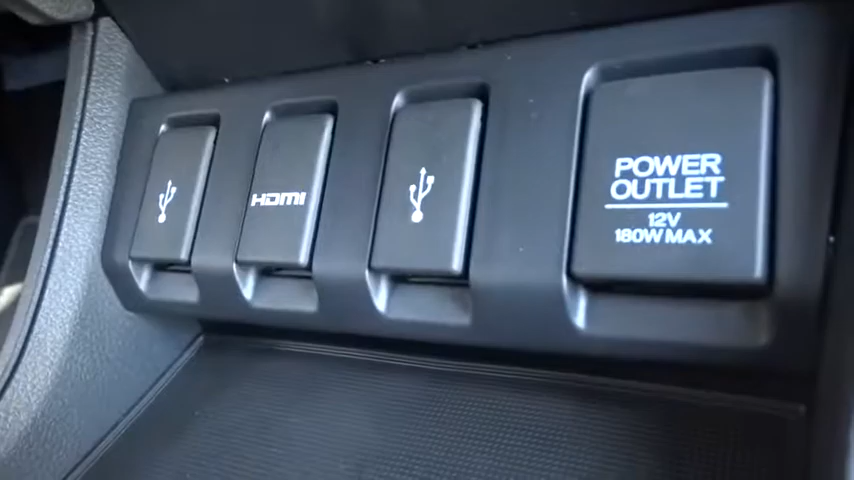 HDMI
POWER
OUTLET
12V
180W MAX